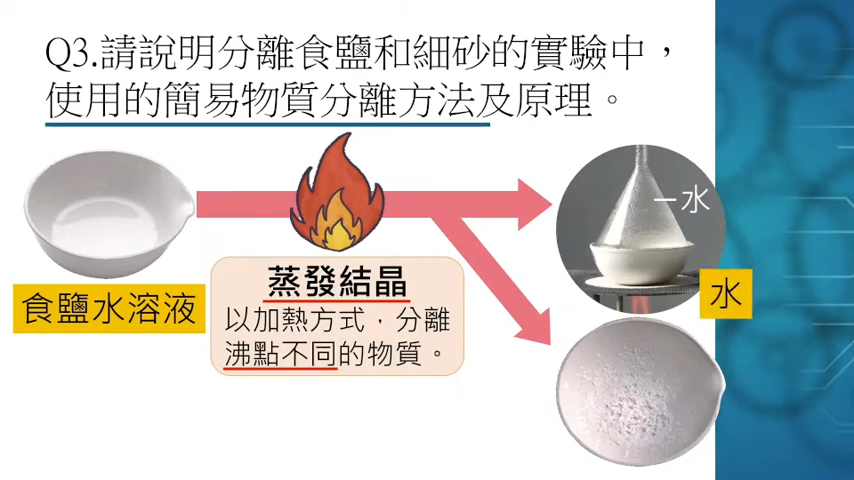 Q3.請說明分離食鹽和細砂的實驗中，
使用的簡易物質分離方法及原理。
水
食鹽水溶液
蒸發結晶
以加熱方式，分離
沸點不同的物質。
水